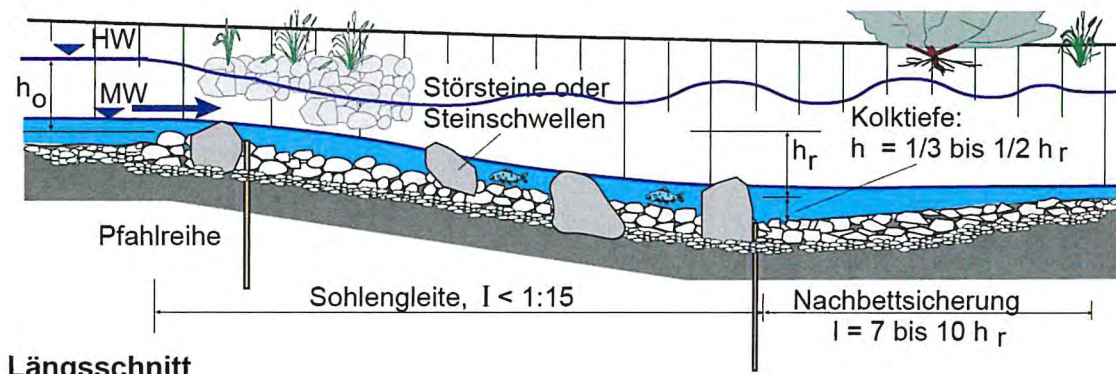 HW
h o
MW
Störsteine oder
Steinschwellen
Kolktiefe:
h = 1/3 bis 1/2 h r
h r
Pfahlreihe
Sohlengleite, I < 1:15
Nachbettsicherung
l = 7 bis 10 h r
Längsschnitt